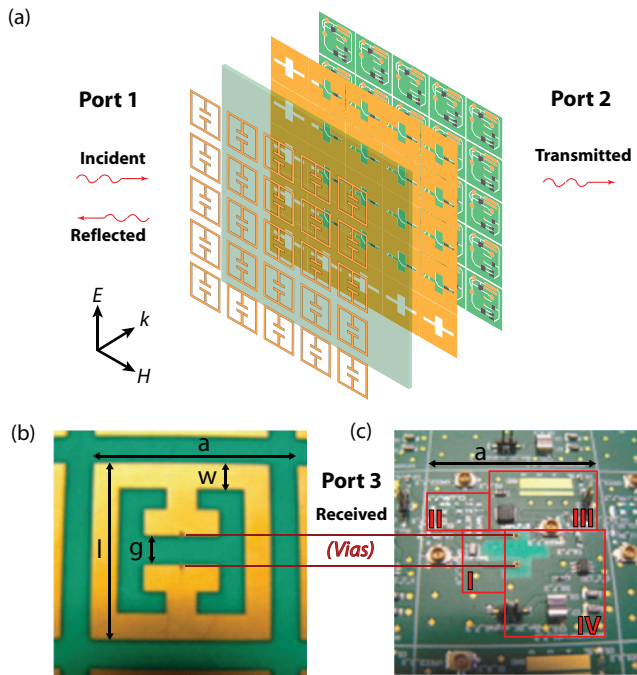 (a)
Port 1
Port 2
Incident
Transmitted
Reflected
E
k
H
(b)
(c)
a
w
l
g
Port 3
Received
(Vias)
a
II
III
I
IV